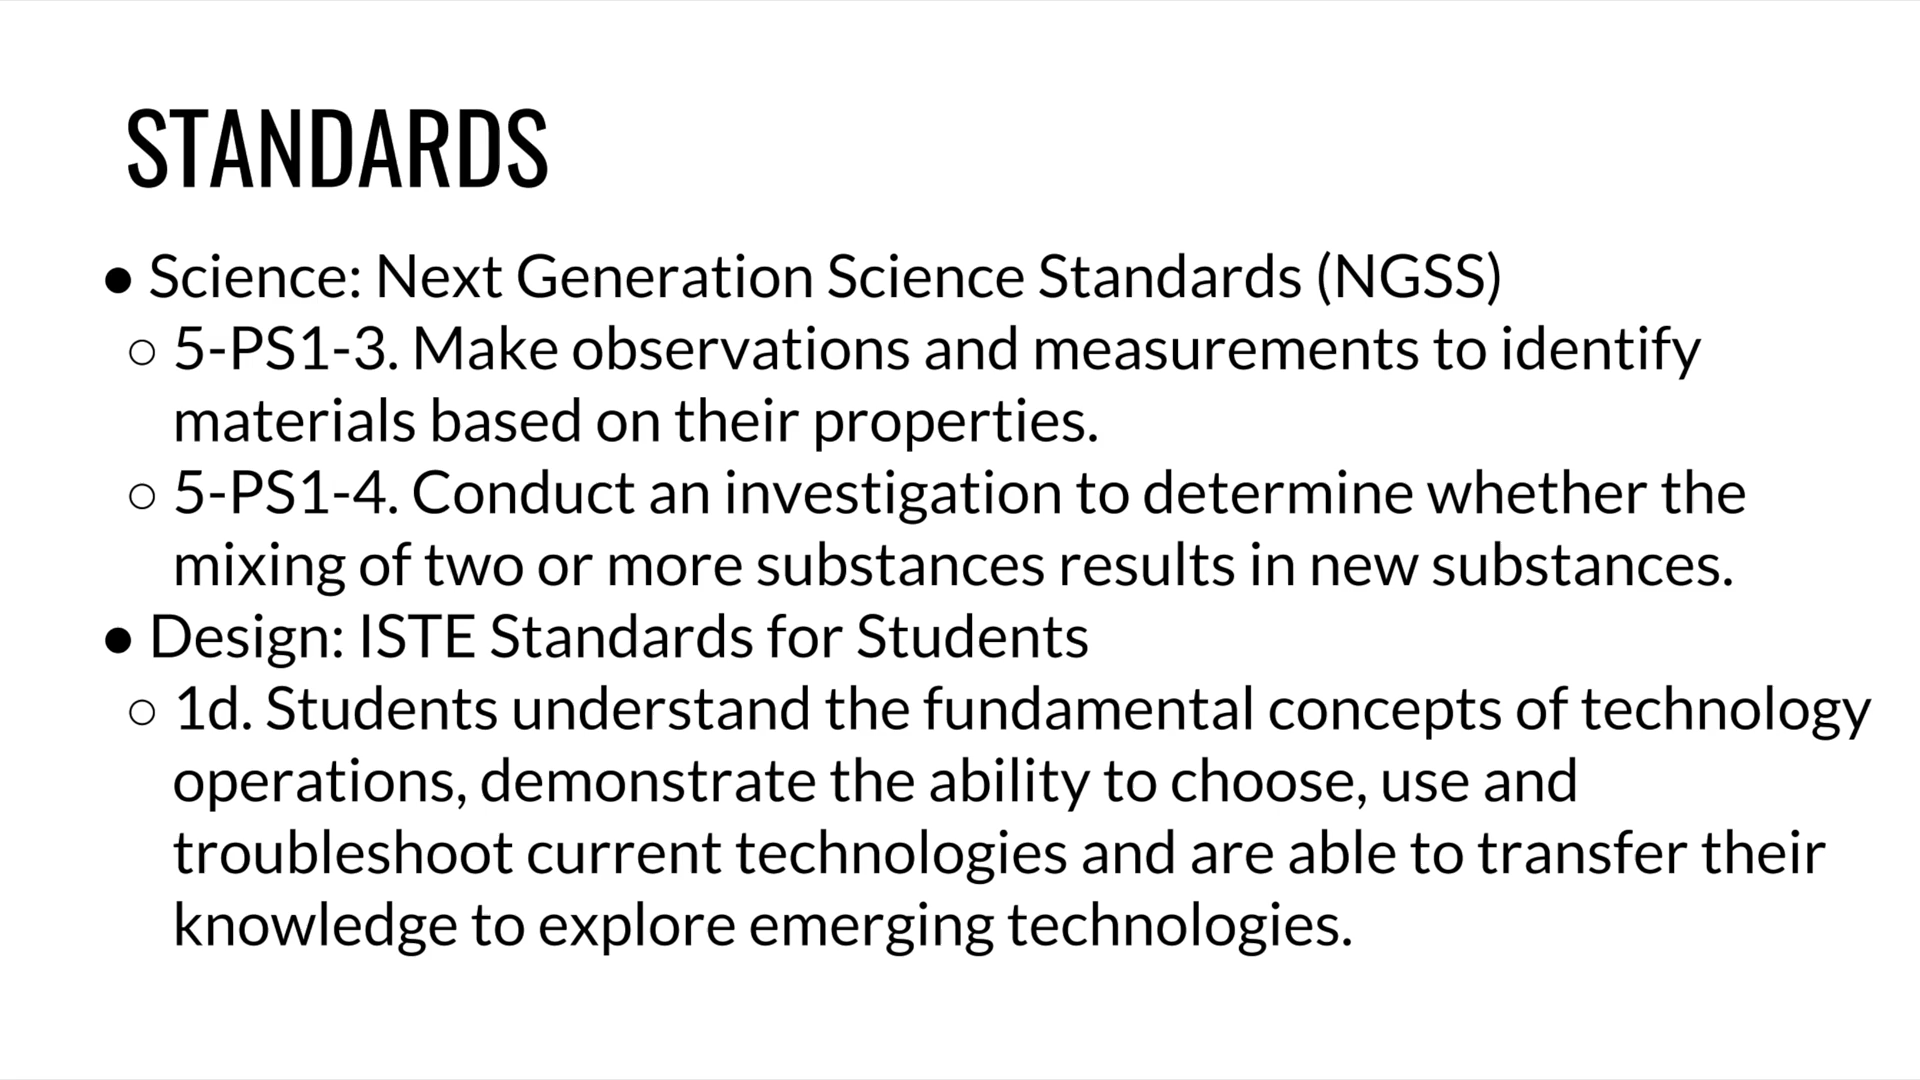 STANDARDS
● Science: Next Generation Science Standards (NGSS)
○ 5-PS1-3. Make observations and measurements to identify
materials based on their properties.
○ 5-PS1-4. Conduct an investigation to determine whether the
mixing of two or more substances results in new substances.
● Design: ISTE Standards for Students
○ 1d. Students understand the fundamental concepts of technology
operations, demonstrate the ability to choose, use and
troubleshoot current technologies and are able to transfer their
knowledge to explore emerging technologies.